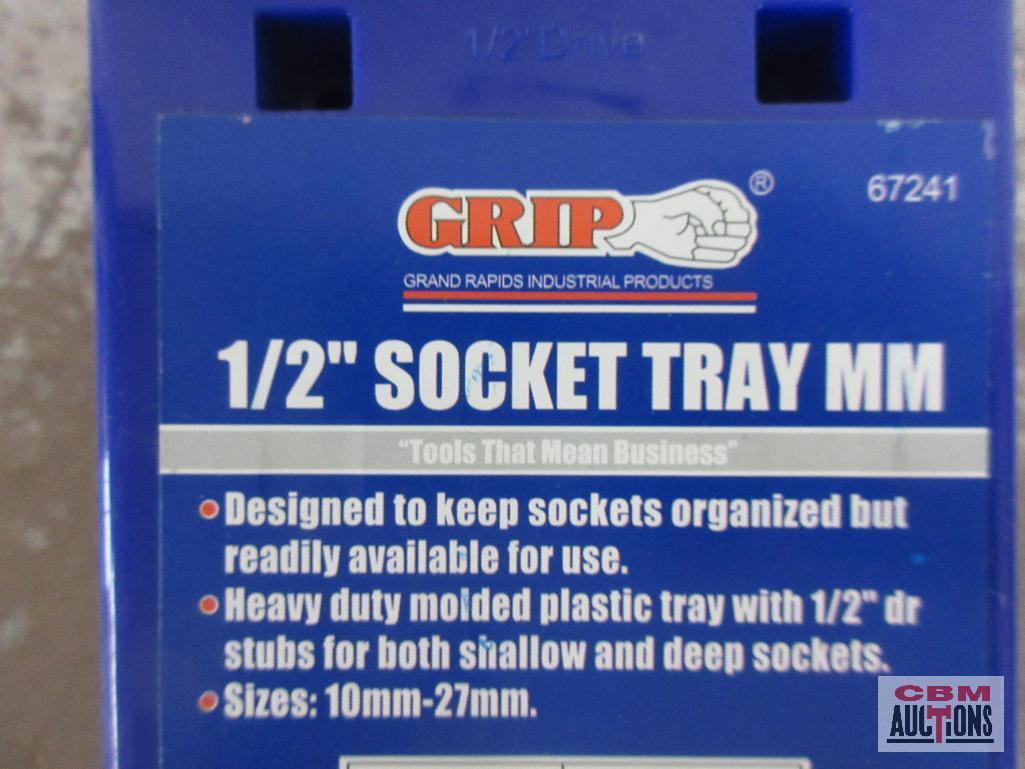 1/2" Drive
GRIP®
67241
GRAND RAPIDS INDUSTRIAL PRODUCTS
1/2" SOCKET TRAY MM
"Tools That Mean Business"
• Designed to keep sockets organized but
readily available for use.
• Heavy duty molded plastic tray with 1/2" dr
stubs for both shallow and deep sockets.
• Sizes: 10mm-27mm.
CBM
AUCTIONS